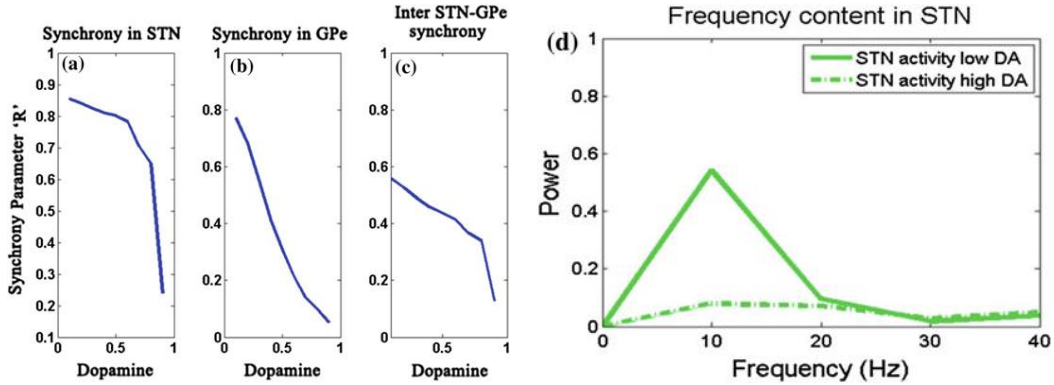 Synchrony in STN
(a)
1
0.9
0.8
0.7
0.6
0.5
0.4
0.3
0.2
0.1
0 0.5 1
Synchrony Parameter ‘R’
Dopamine
Synchrony in GPe
(b)
1
0.8
0.6
0.4
0.2
0
0 0.5 1
Dopamine
Inter STN-GPe
synchrony
(c)
1
0.8
0.6
0.4
0.2
0
0 0.5 1
Dopamine
(d)
Frequency content in STN
STN activity low DA
STN activity high DA
1
0.8
0.6
0.4
0.2
0
Power
0 10 20 30 40
Frequency (Hz)